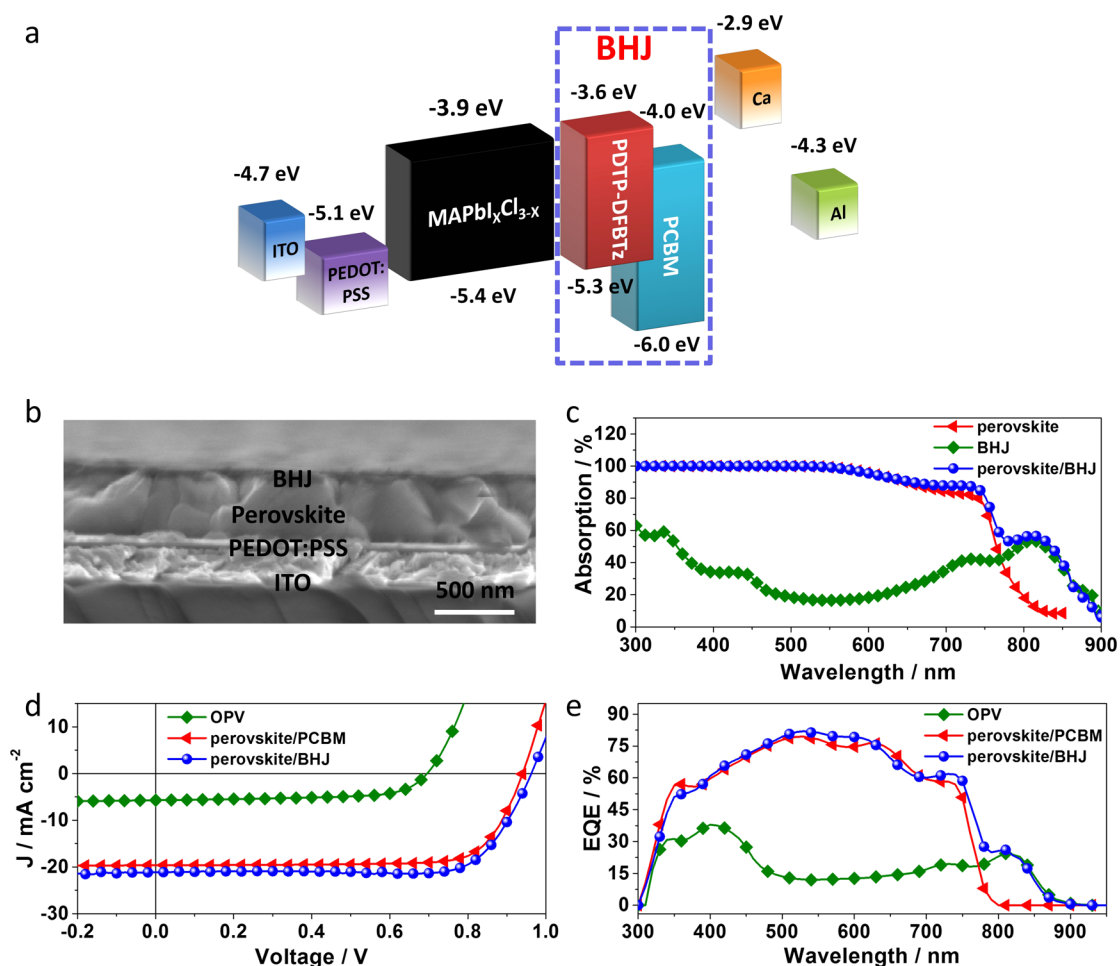 a
BHJ
-2.9 eV
Ca
-3.6 eV
-4.0 eV
-3.9 eV
-4.3 eV
Al
-4.7 eV
ITO
-5.1 eV
PEDOT:
PSS
MAPbIXCl3-X
PDTP-DFBTz
PCBM
-5.4 eV
-5.3 eV
-6.0 eV
b
BHJ
Perovskite
PEDOT:PSS
ITO
500 nm
c
perovskite
BHJ
perovskite/BHJ
Absorption / %
120
100
80
60
40
20
0
300 400 500 600 700 800 900
Wavelength / nm
d
OPV
perovskite/PCBM
perovskite/BHJ
J / mA cm-2
10
0
-10
-20
-30
-0.2 0.0 0.2 0.4 0.6 0.8 1.0
Voltage / V
e
OPV
perovskite/PCBM
perovskite/BHJ
EQE / %
90
75
60
45
30
15
0
300 400 500 600 700 800 900
Wavelength / nm